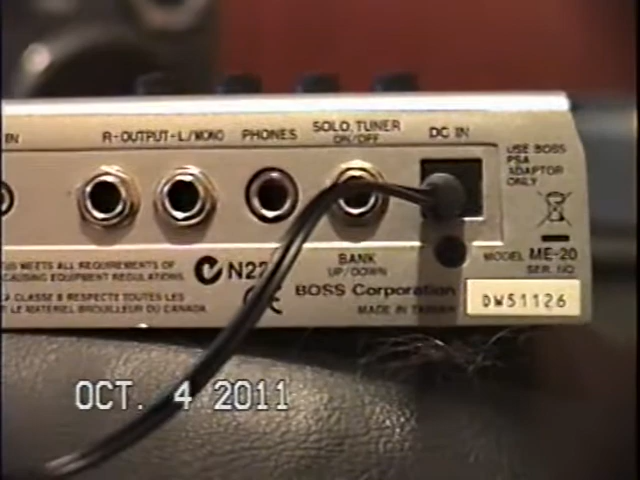 IN
R-OUTPUT-L/MONO
PHONES
SOLO, TUNER
ON/OFF
DC IN
USE BOSS
PSA
ADAPTOR
ONLY
BANK
UP/DOWN
MODEL ME-20
SER. NO
MEETS ALL REQUIREMENTS OF
CAUSING EQUIPMENT REGULATIONS.
N22
LA CLASSE B RESPECTE TOUTES LES
LE MATERIEL BROUILLEUR DU CANADA.
CE
BOSS Corporation
MADE IN TAIWAN
DW51126
OCT. 4 2011